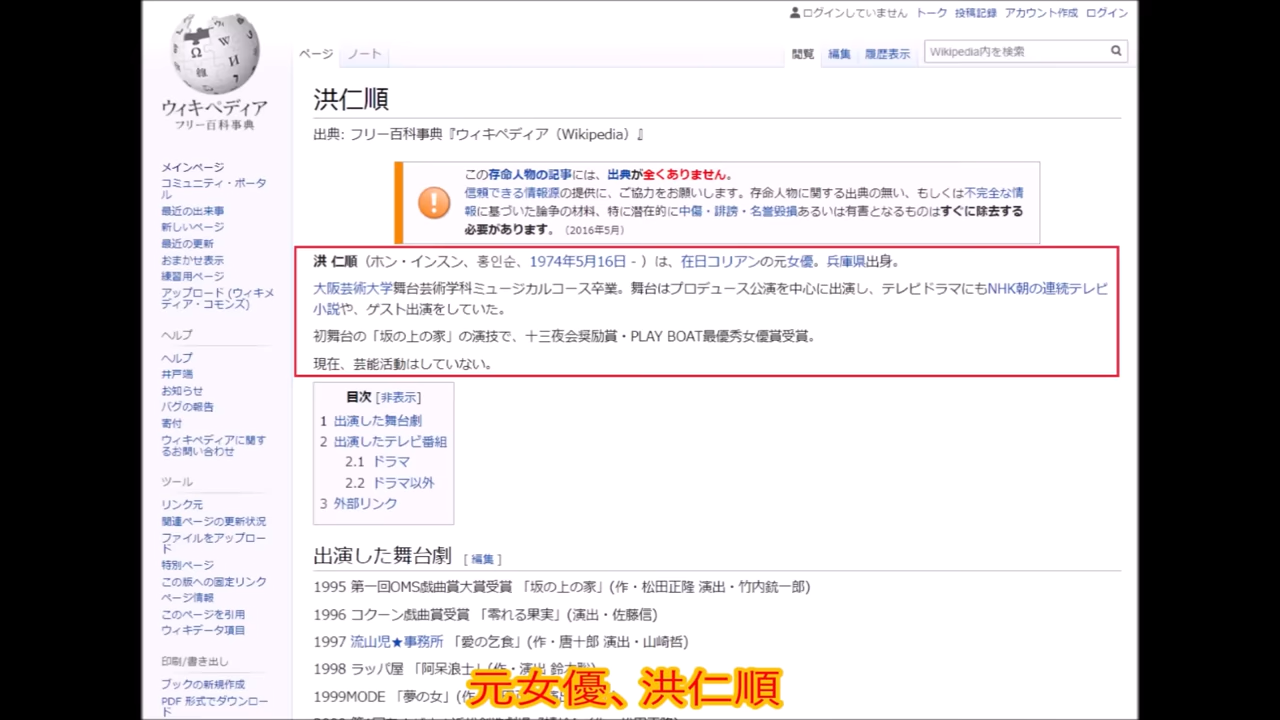 ログインしていません トーク 投稿記録 アカウント作成 ログイン
ページ ノート 閲覧 編集 履歴表示 Wikipedia内を検索
ウィキペディア
フリー百科事典
メインページ
コミュニティ・ポータ
ル
最近の出来事
新しいページ
最近の更新
おまかせ表示
練習用ページ
アップロード (ウィキメ
ディア・コモンズ)
ヘルプ
ヘルプ
井戸端
お知らせ
バグの報告
寄付
ウィキペディアに関す
るお問い合わせ
ツール
リンク元
関連ページの更新状況
ファイルをアップロー
ド
特別ページ
この版への固定リンク
ページ情報
このページを引用
ウィキデータ項目
印刷/書き出し
ブックの新規作成
PDF 形式でダウンロー
ド
洪仁順
出典: フリー百科事典『ウィキペディア（Wikipedia）』
この存命人物の記事には、出典が全くありません。
信頼できる情報源の提供に、ご協力をお願いします。存命人物に関する出典の無い、もしくは不完全な情
報に基づいた論争の材料、特に潜在的に中傷・誹謗・名誉毀損あるいは有害となるものはすぐに除去する
必要があります。（2016年5月）
洪 仁順（ホン・インスン、홍인순、1974年5月16日 - ）は、在日コリアンの元女優。兵庫県出身。
大阪芸術大学舞台芸術学科ミュージカルコース卒業。舞台はプロデュース公演を中心に出演し、テレビドラマにもNHK朝の連続テレビ
小説や、ゲスト出演をしていた。
初舞台の「坂の上の家」の演技で、十三夜会奨励賞・PLAY BOAT最優秀女優賞受賞。
現在、芸能活動はしていない。
目次 [非表示]
1 出演した舞台劇
2 出演したテレビ番組
2.1 ドラマ
2.2 ドラマ以外
3 外部リンク
出演した舞台劇 [ 編集 ]
1995 第一回OMS戯曲賞大賞受賞 「坂の上の家」(作・松田正隆 演出・竹内銃一郎)
1996 コクーン戯曲賞受賞 「零れる果実」(演出・佐藤信)
1997 流山児★事務所 「愛の乞食」(作・唐十郎 演出・山崎哲)
1998 ラッパ屋 「阿呆浪士」(作・演出 鈴木聡)
1999MODE 「夢の女」(作
元女優、洪仁順